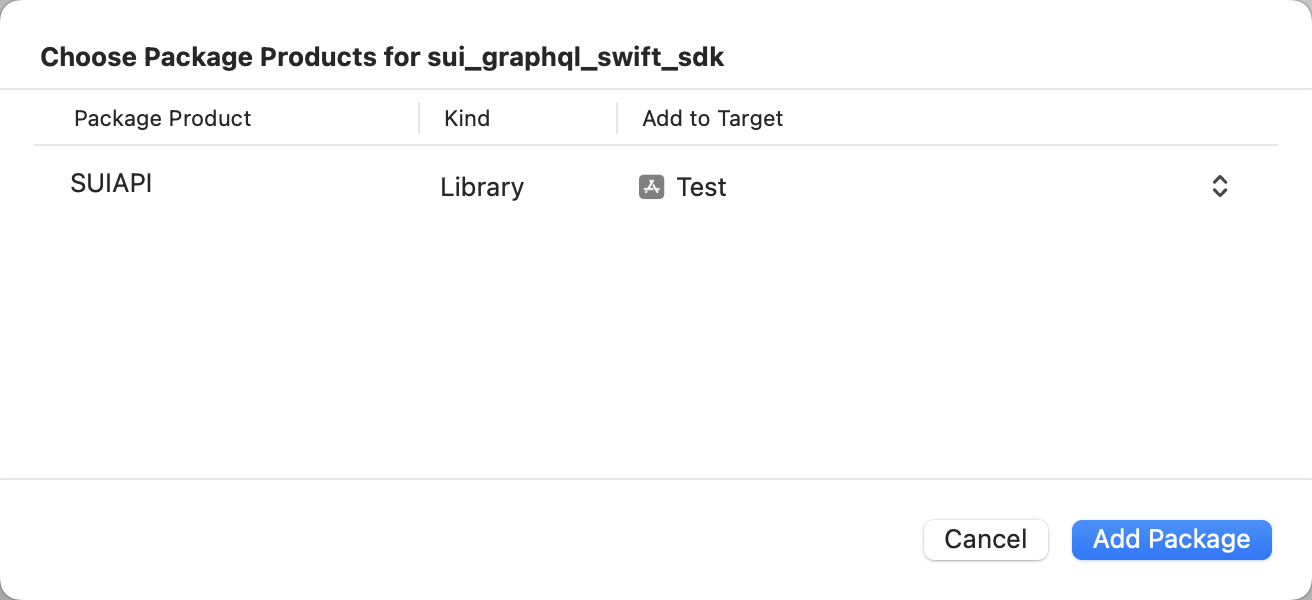 Choose Package Products for sui_graphql_swift_sdk
Package Product Kind Add to Target
SUIAPI Library Test
Cancel Add Package